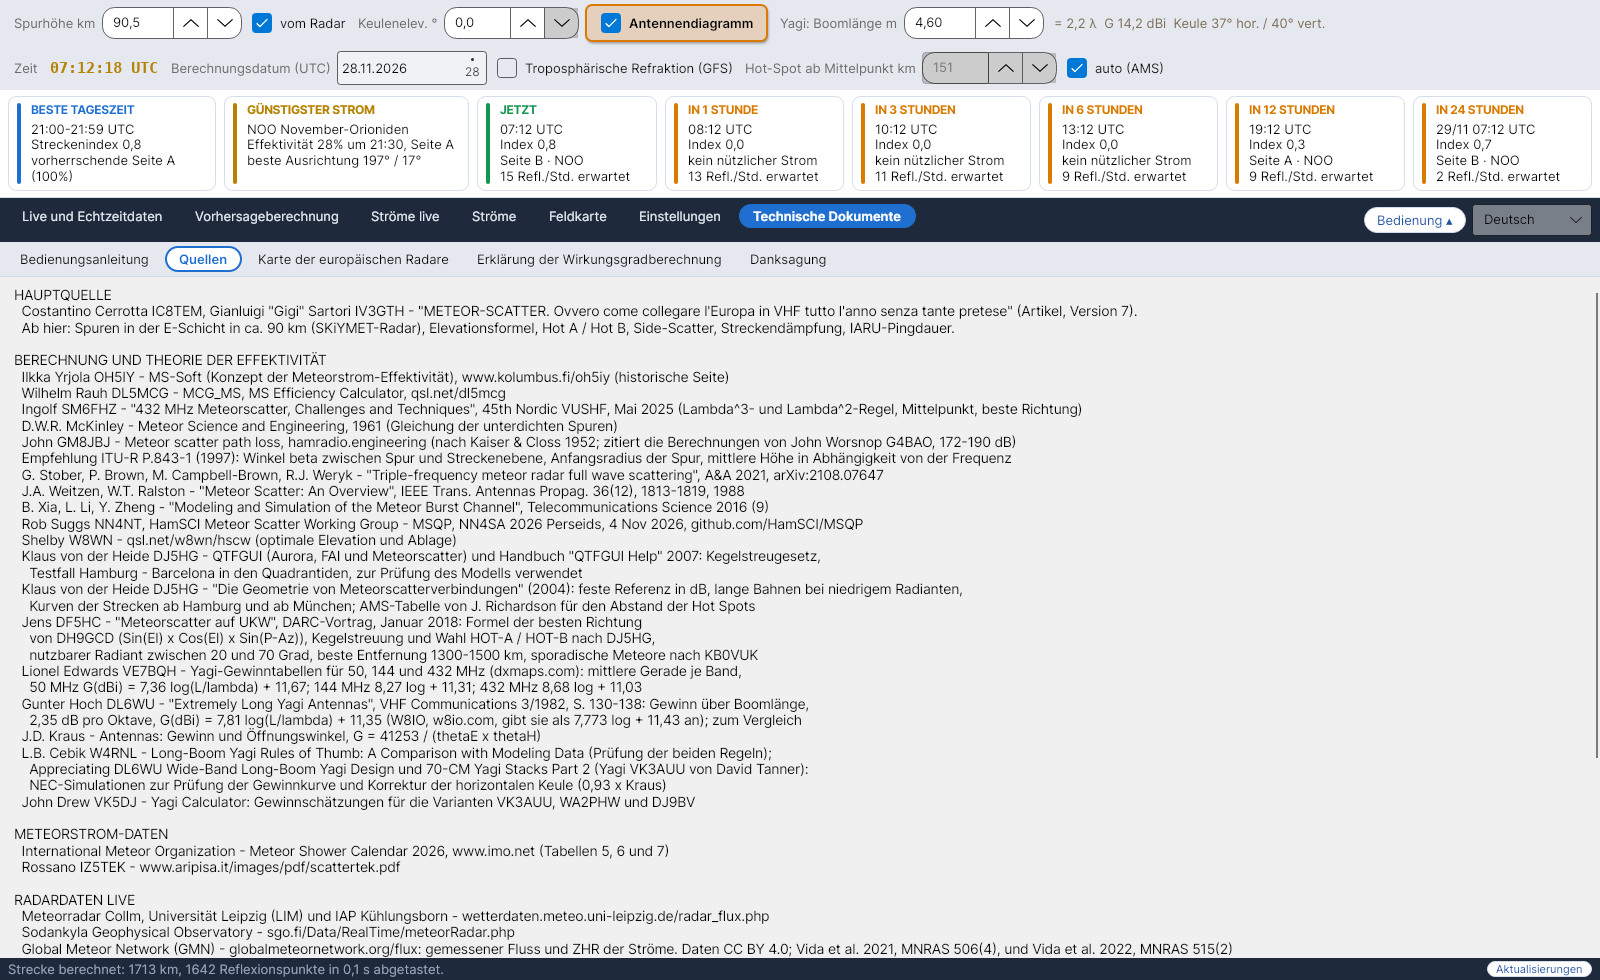 Spurhöhe km 90,5 vom Radar Keulenelev. ° 0,0 Antennendiagramm Yagi: Boomlänge m 4,60 = 2,2 λ G 14,2 dBi Keule 37° hor. / 40° vert.
Zeit 07:12:18 UTC Berechnungsdatum (UTC) 28.11.2026 28 Troposphärische Refraktion (GFS) Hot-Spot ab Mittelpunkt km 151 auto (AMS)
BESTE TAGESZEIT
21:00-21:59 UTC
Streckenindex 0,8
vorherrschende Seite A
(100%)
GÜNSTIGSTER STROM
NOO November-Orioniden
Effektivität 28% um 21:30, Seite A
beste Ausrichtung 197° / 17°
JETZT
07:12 UTC
Index 0,8
Seite B · NOO
15 Refl./Std. erwartet
IN 1 STUNDE
08:12 UTC
Index 0,0
kein nützlicher Strom
13 Refl./Std. erwartet
IN 3 STUNDEN
10:12 UTC
Index 0,0
kein nützlicher Strom
11 Refl./Std. erwartet
IN 6 STUNDEN
13:12 UTC
Index 0,0
kein nützlicher Strom
9 Refl./Std. erwartet
IN 12 STUNDEN
19:12 UTC
Index 0,3
Seite A · NOO
9 Refl./Std. erwartet
IN 24 STUNDEN
29/11 07:12 UTC
Index 0,7
Seite B · NOO
2 Refl./Std. erwartet
Live und Echtzeitdaten Vorhersageberechnung Ströme live Ströme Feldkarte Einstellungen Technische Dokumente Bedienung ▴ Deutsch
Bedienungsanleitung Quellen Karte der europäischen Radare Erklärung der Wirkungsgradberechnung Danksagung
HAUPTQUELLE
Costantino Cerrotta IC8TEM, Gianluigi "Gigi" Sartori IV3GTH - "METEOR-SCATTER. Ovvero come collegare l'Europa in VHF tutto l'anno senza tante pretese" (Artikel, Version 7).
Ab hier: Spuren in der E-Schicht in ca. 90 km (SKiYMET-Radar), Elevationsformel, Hot A / Hot B, Side-Scatter, Streckendämpfung, IARU-Pingdauer.
BERECHNUNG UND THEORIE DER EFFEKTIVITÄT
Ilkka Yrjola OH5IY - MS-Soft (Konzept der Meteorstrom-Effektivität), www.kolumbus.fi/oh5iy (historische Seite)
Wilhelm Rauh DL5MCG - MCG_MS, MS Efficiency Calculator, qsl.net/dl5mcg
Ingolf SM6FHZ - "432 MHz Meteorscatter, Challenges and Techniques", 45th Nordic VUSHF, Mai 2025 (Lambda^3- und Lambda^2-Regel, Mittelpunkt, beste Richtung)
D.W.R. McKinley - Meteor Science and Engineering, 1961 (Gleichung der unterdichten Spuren)
John GM8JBJ - Meteor scatter path loss, hamradio.engineering (nach Kaiser & Closs 1952; zitiert die Berechnungen von John Worsnop G4BAO, 172-190 dB)
Empfehlung ITU-R P.843-1 (1997): Winkel beta zwischen Spur und Streckenebene, Anfangsradius der Spur, mittlere Höhe in Abhängigkeit von der Frequenz
G. Stober, P. Brown, M. Campbell-Brown, R.J. Weryk - "Triple-frequency meteor radar full wave scattering", A&A 2021, arXiv:2108.07647
J.A. Weitzen, W.T. Ralston - "Meteor Scatter: An Overview", IEEE Trans. Antennas Propag. 36(12), 1813-1819, 1988
B. Xia, L. Li, Y. Zheng - "Modeling and Simulation of the Meteor Burst Channel", Telecommunications Science 2016 (9)
Rob Suggs NN4NT, HamSCI Meteor Scatter Working Group - MSQP, NN4SA 2026 Perseids, 4 Nov 2026, github.com/HamSCI/MSQP
Shelby W8WN - qsl.net/w8wn/hscw (optimale Elevation und Ablage)
Klaus von der Heide DJ5HG - QTFGUI (Aurora, FAI und Meteorscatter) und Handbuch "QTFGUI Help" 2007: Kegelstreugesetz,
Testfall Hamburg - Barcelona in den Quadrantiden, zur Prüfung des Modells verwendet
Klaus von der Heide DJ5HG - "Die Geometrie von Meteorscatterverbindungen" (2004): feste Referenz in dB, lange Bahnen bei niedrigem Radianten,
Kurven der Strecken ab Hamburg und ab München; AMS-Tabelle von J. Richardson für den Abstand der Hot Spots
Jens DF5HC - "Meteorscatter auf UKW", DARC-Vortrag, Januar 2018: Formel der besten Richtung
von DH9GCD (Sin(El) x Cos(El) x Sin(P-Az)), Kegelstreuung und Wahl HOT-A / HOT-B nach DJ5HG,
nutzbarer Radiant zwischen 20 und 70 Grad, beste Entfernung 1300-1500 km, sporadische Meteore nach KB0VUK
Lionel Edwards VE7BQH - Yagi-Gewinntabellen für 50, 144 und 432 MHz (dxmaps.com): mittlere Gerade je Band,
50 MHz G(dBi) = 7,36 log(L/lambda) + 11,67; 144 MHz 8,27 log + 11,31; 432 MHz 8,68 log + 11,03
Gunter Hoch DL6WU - "Extremely Long Yagi Antennas", VHF Communications 3/1982, S. 130-138: Gewinn über Boomlänge,
2,35 dB pro Oktave, G(dBi) = 7,81 log(L/lambda) + 11,35 (W8IO, w8io.com, gibt sie als 7,773 log + 11,43 an); zum Vergleich
J.D. Kraus - Antennas: Gewinn und Öffnungswinkel, G = 41253 / (thetaE x thetaH)
L.B. Cebik W4RNL - Long-Boom Yagi Rules of Thumb: A Comparison with Modeling Data (Prüfung der beiden Regeln);
Appreciating DL6WU Wide-Band Long-Boom Yagi Design und 70-CM Yagi Stacks Part 2 (Yagi VK3AUU von David Tanner):
NEC-Simulationen zur Prüfung der Gewinnkurve und Korrektur der horizontalen Keule (0,93 x Kraus)
John Drew VK5DJ - Yagi Calculator: Gewinnschätzungen für die Varianten VK3AUU, WA2PHW und DJ9BV
METEORSTROM-DATEN
International Meteor Organization - Meteor Shower Calendar 2026, www.imo.net (Tabellen 5, 6 und 7)
Rossano IZ5TEK - www.aripisa.it/images/pdf/scattertek.pdf
RADARDATEN LIVE
Meteorradar Collm, Universität Leipzig (LIM) und IAP Kühlungsborn - wetterdaten.meteo.uni-leipzig.de/radar_flux.php
Sodankyla Geophysical Observatory - sgo.fi/Data/RealTime/meteorRadar.php
Global Meteor Network (GMN) - globalmeteornetwork.org/flux: gemessener Fluss und ZHR der Ströme. Daten CC BY 4.0; Vida et al. 2021, MNRAS 506(4), und Vida et al. 2022, MNRAS 515(2)
Strecke berechnet: 1713 km, 1642 Reflexionspunkte in 0,1 s abgetastet. Aktualisierungen